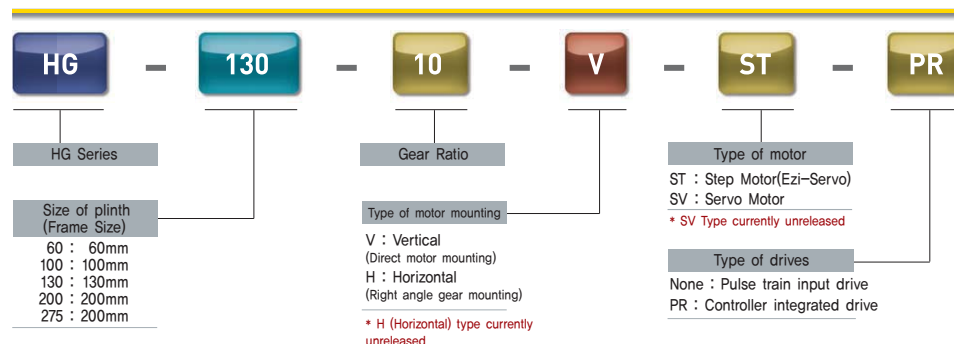 HG - 130 - 10 - V - ST - PR
HG Series
Size of plinth
(Frame Size)
60 : 60mm
100 : 100mm
130 : 130mm
200 : 200mm
275 : 200mm
Gear Ratio
Type of motor mounting
V : Vertical
(Direct motor mounting)
H : Horizontal
(Right angle gear mounting)
* H (Horizontal) type currently
unreleased
Type of motor
ST : Step Motor(Ezi-Servo)
SV : Servo Motor
* SV Type currently unreleased
Type of drives
None : Pulse train input drive
PR : Controller integrated drive